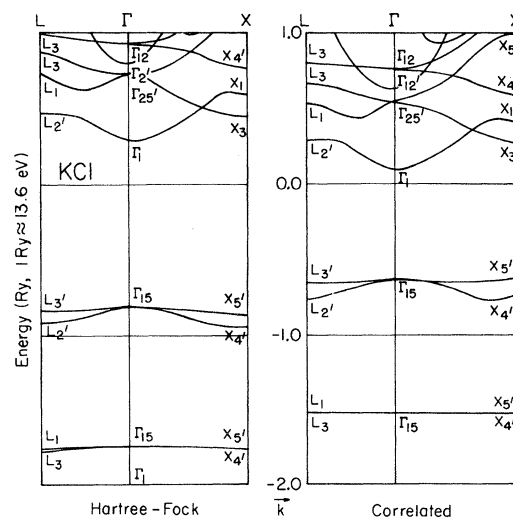 L Γ X L Γ X
1.0
L3 X4' X5
Γ12 L3 Γ12
L3 Γ2' Γ12' X4'
X1 L3
L1 Γ25' L1 Γ25' X1
L2' X3 L2' X3
Γ1 Γ1
KCl 0.0
Energy (Ry, 1Ry≈13.6 eV)
L3' Γ15 X5' L3' Γ15 X5'
L2' X4' L2' X4'
-1.0
L1 Γ15 X5' L1 X5'
L3 X4' L3 Γ15 X4'
Γ1 -2.0
Hartree-Fock k Correlated